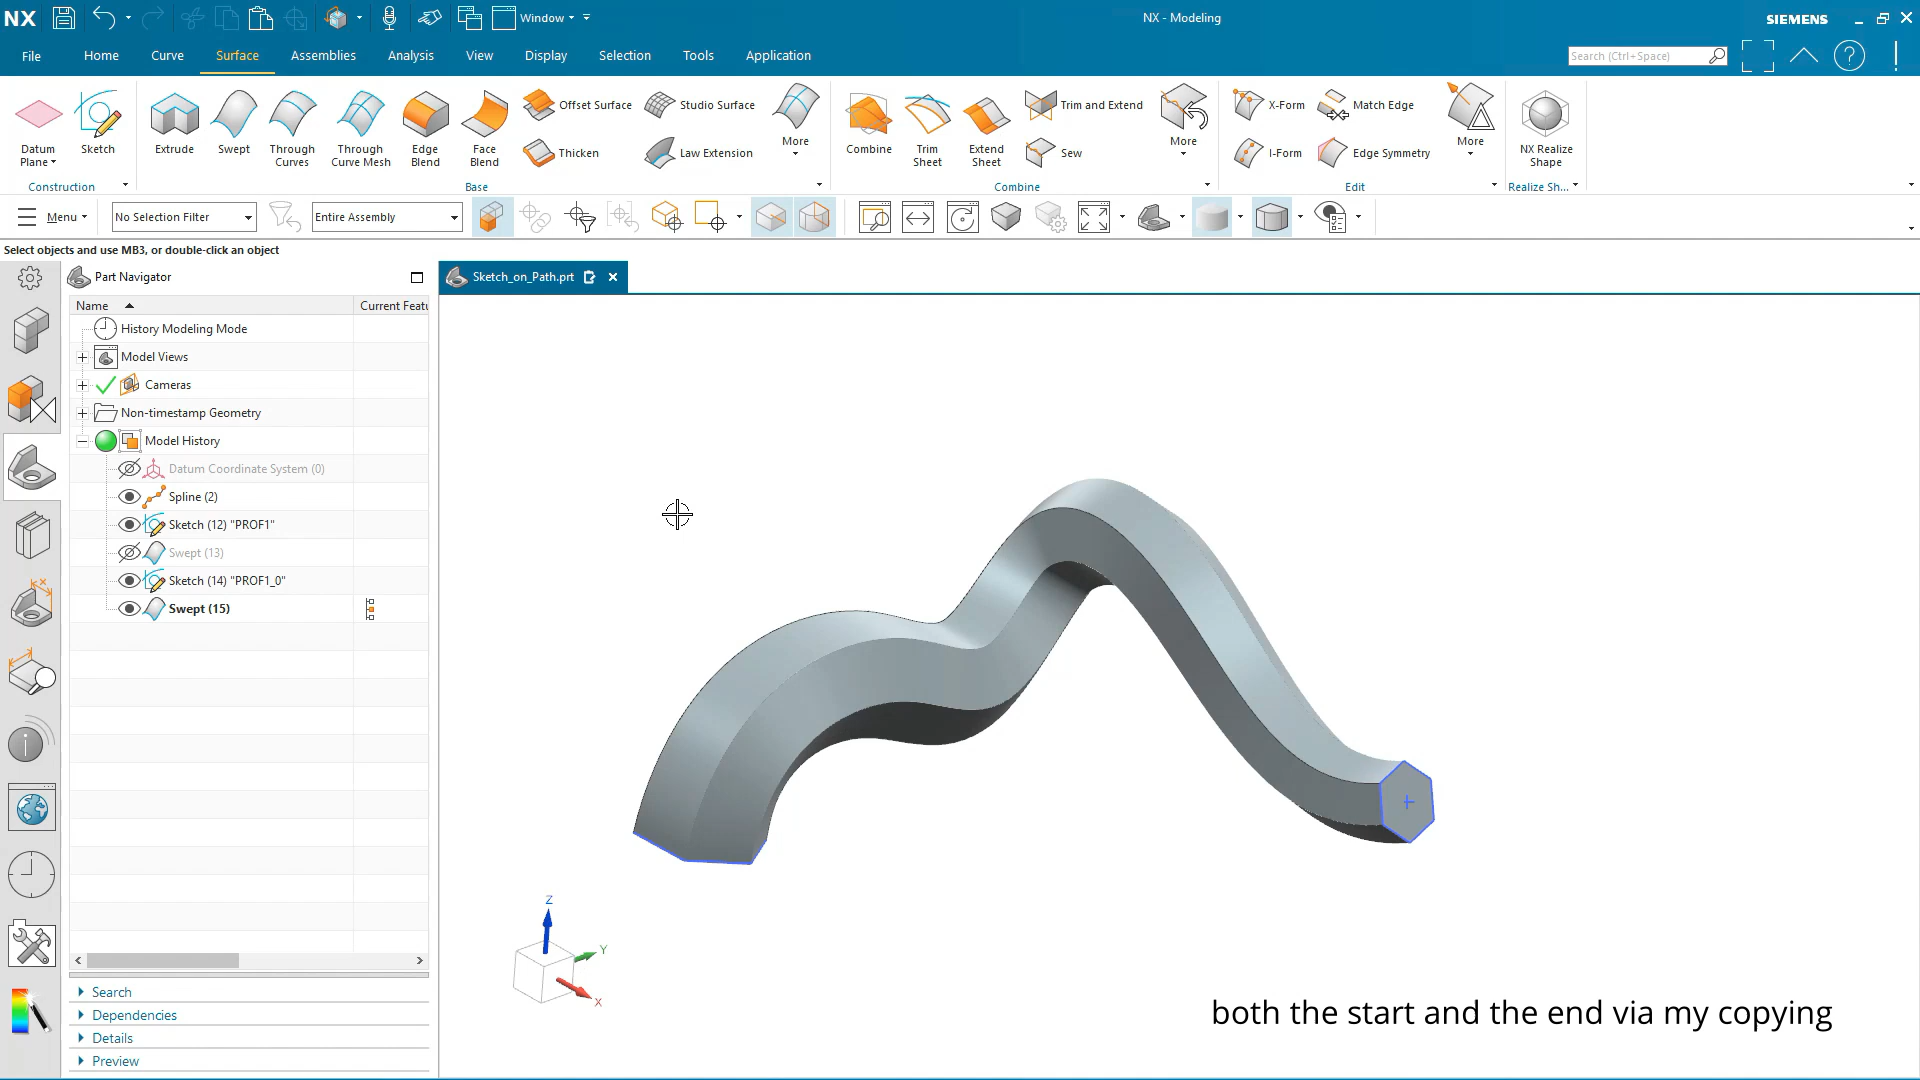 NX
Window
NX - Modeling
SIEMENS
File
Home
Curve
Surface
Assemblies
Analysis
View
Display
Selection
Tools
Application
Search (Ctrl+Space)
Datum
Plane
Sketch
Extrude
Swept
Through
Curves
Through
Curve Mesh
Edge
Blend
Face
Blend
Offset Surface
Thicken
Studio Surface
Law Extension
More
Combine
Trim
Sheet
Extend
Sheet
Trim and Extend
Sew
More
X-Form
I-Form
Match Edge
Edge Symmetry
More
NX Realize
Shape
Construction
Base
Combine
Edit
Realize Sh...
Menu
No Selection Filter
Entire Assembly
Select objects and use MB3, or double-click an object
Part Navigator
Sketch_on_Path.prt
Name
Current Featu
History Modeling Mode
Model Views
Cameras
Non-timestamp Geometry
Model History
Datum Coordinate System (0)
Spline (2)
Sketch (12) "PROF1"
Swept (13)
Sketch (14) "PROF1_0"
Swept (15)
Z
Y
X
Search
Dependencies
Details
Preview
both the start and the end via my copying